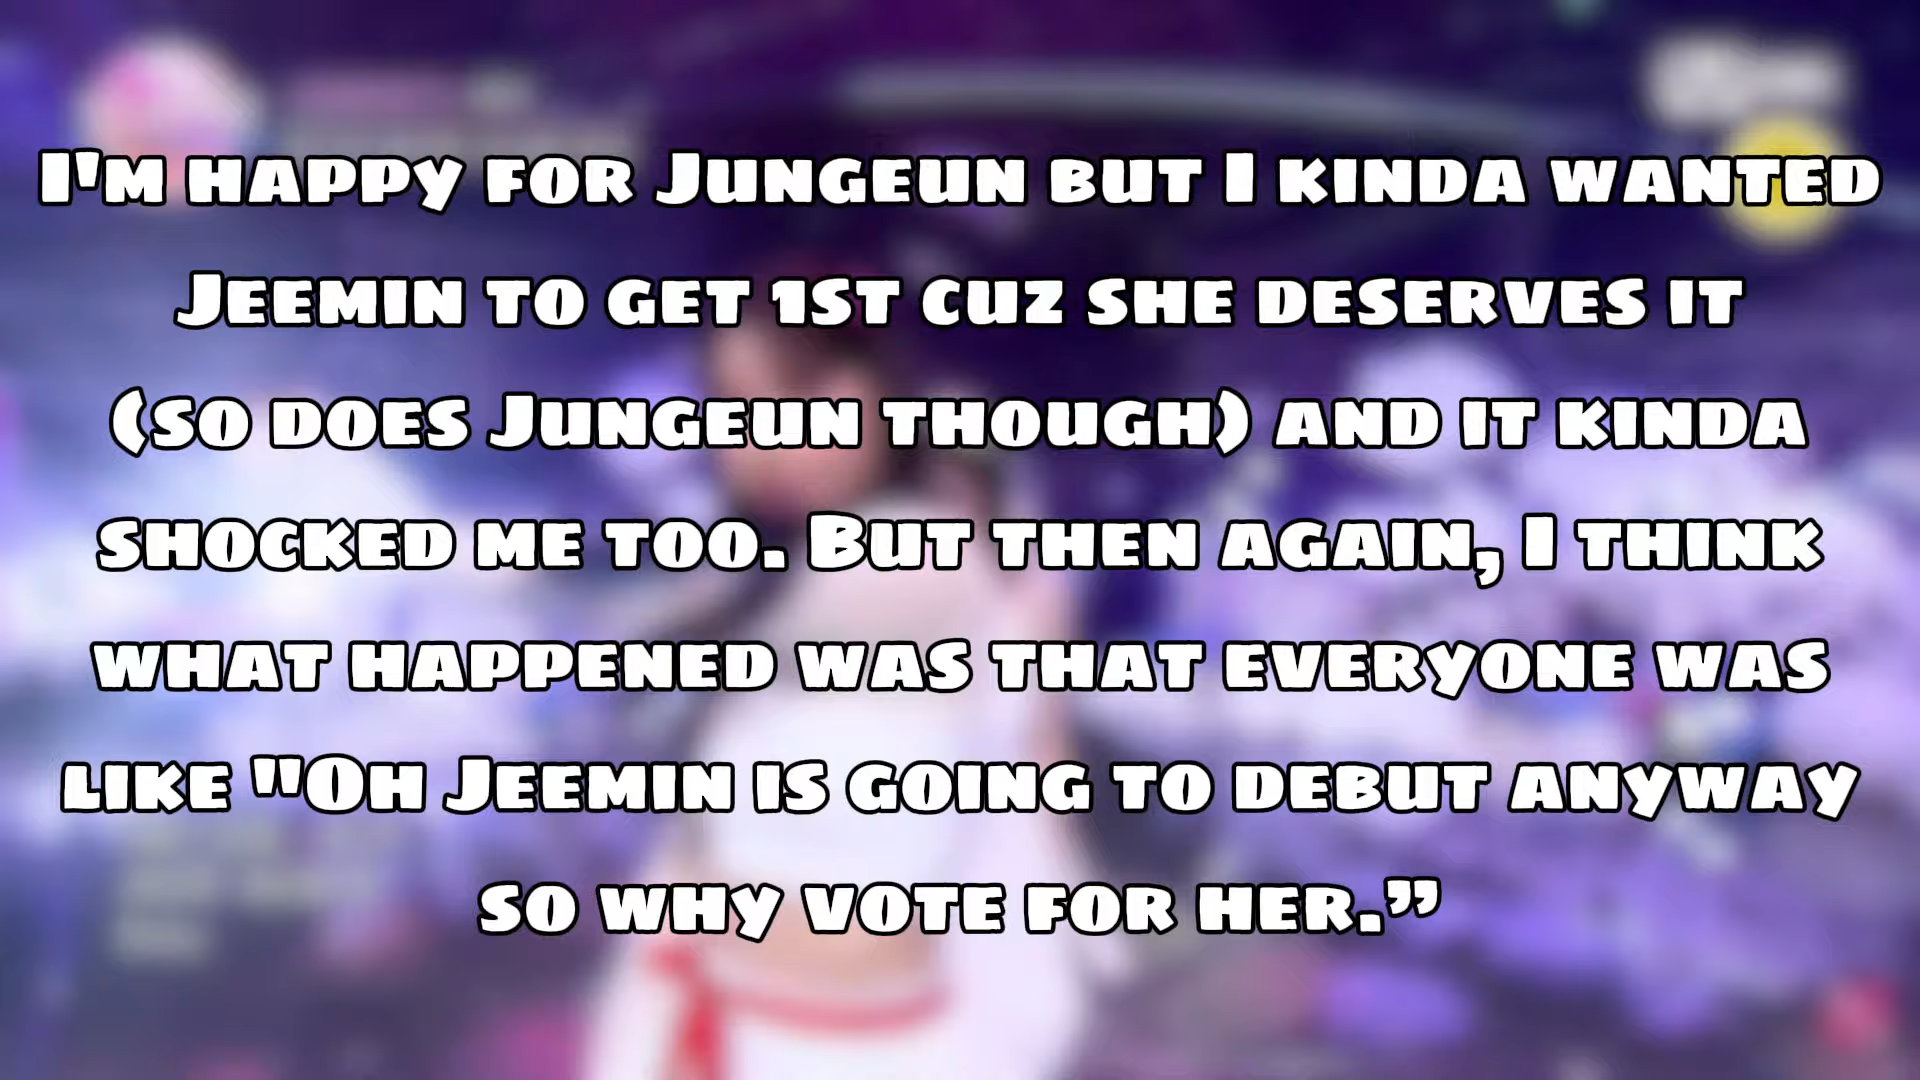 I'm happy for Jungeun but I kinda wanted
Jeemin to get 1st cuz she deserves it
(so does Jungeun though) and it kinda
shocked me too. But then again, I think
what happened was that everyone was
like "Oh Jeemin is going to debut anyway
so why vote for her.”